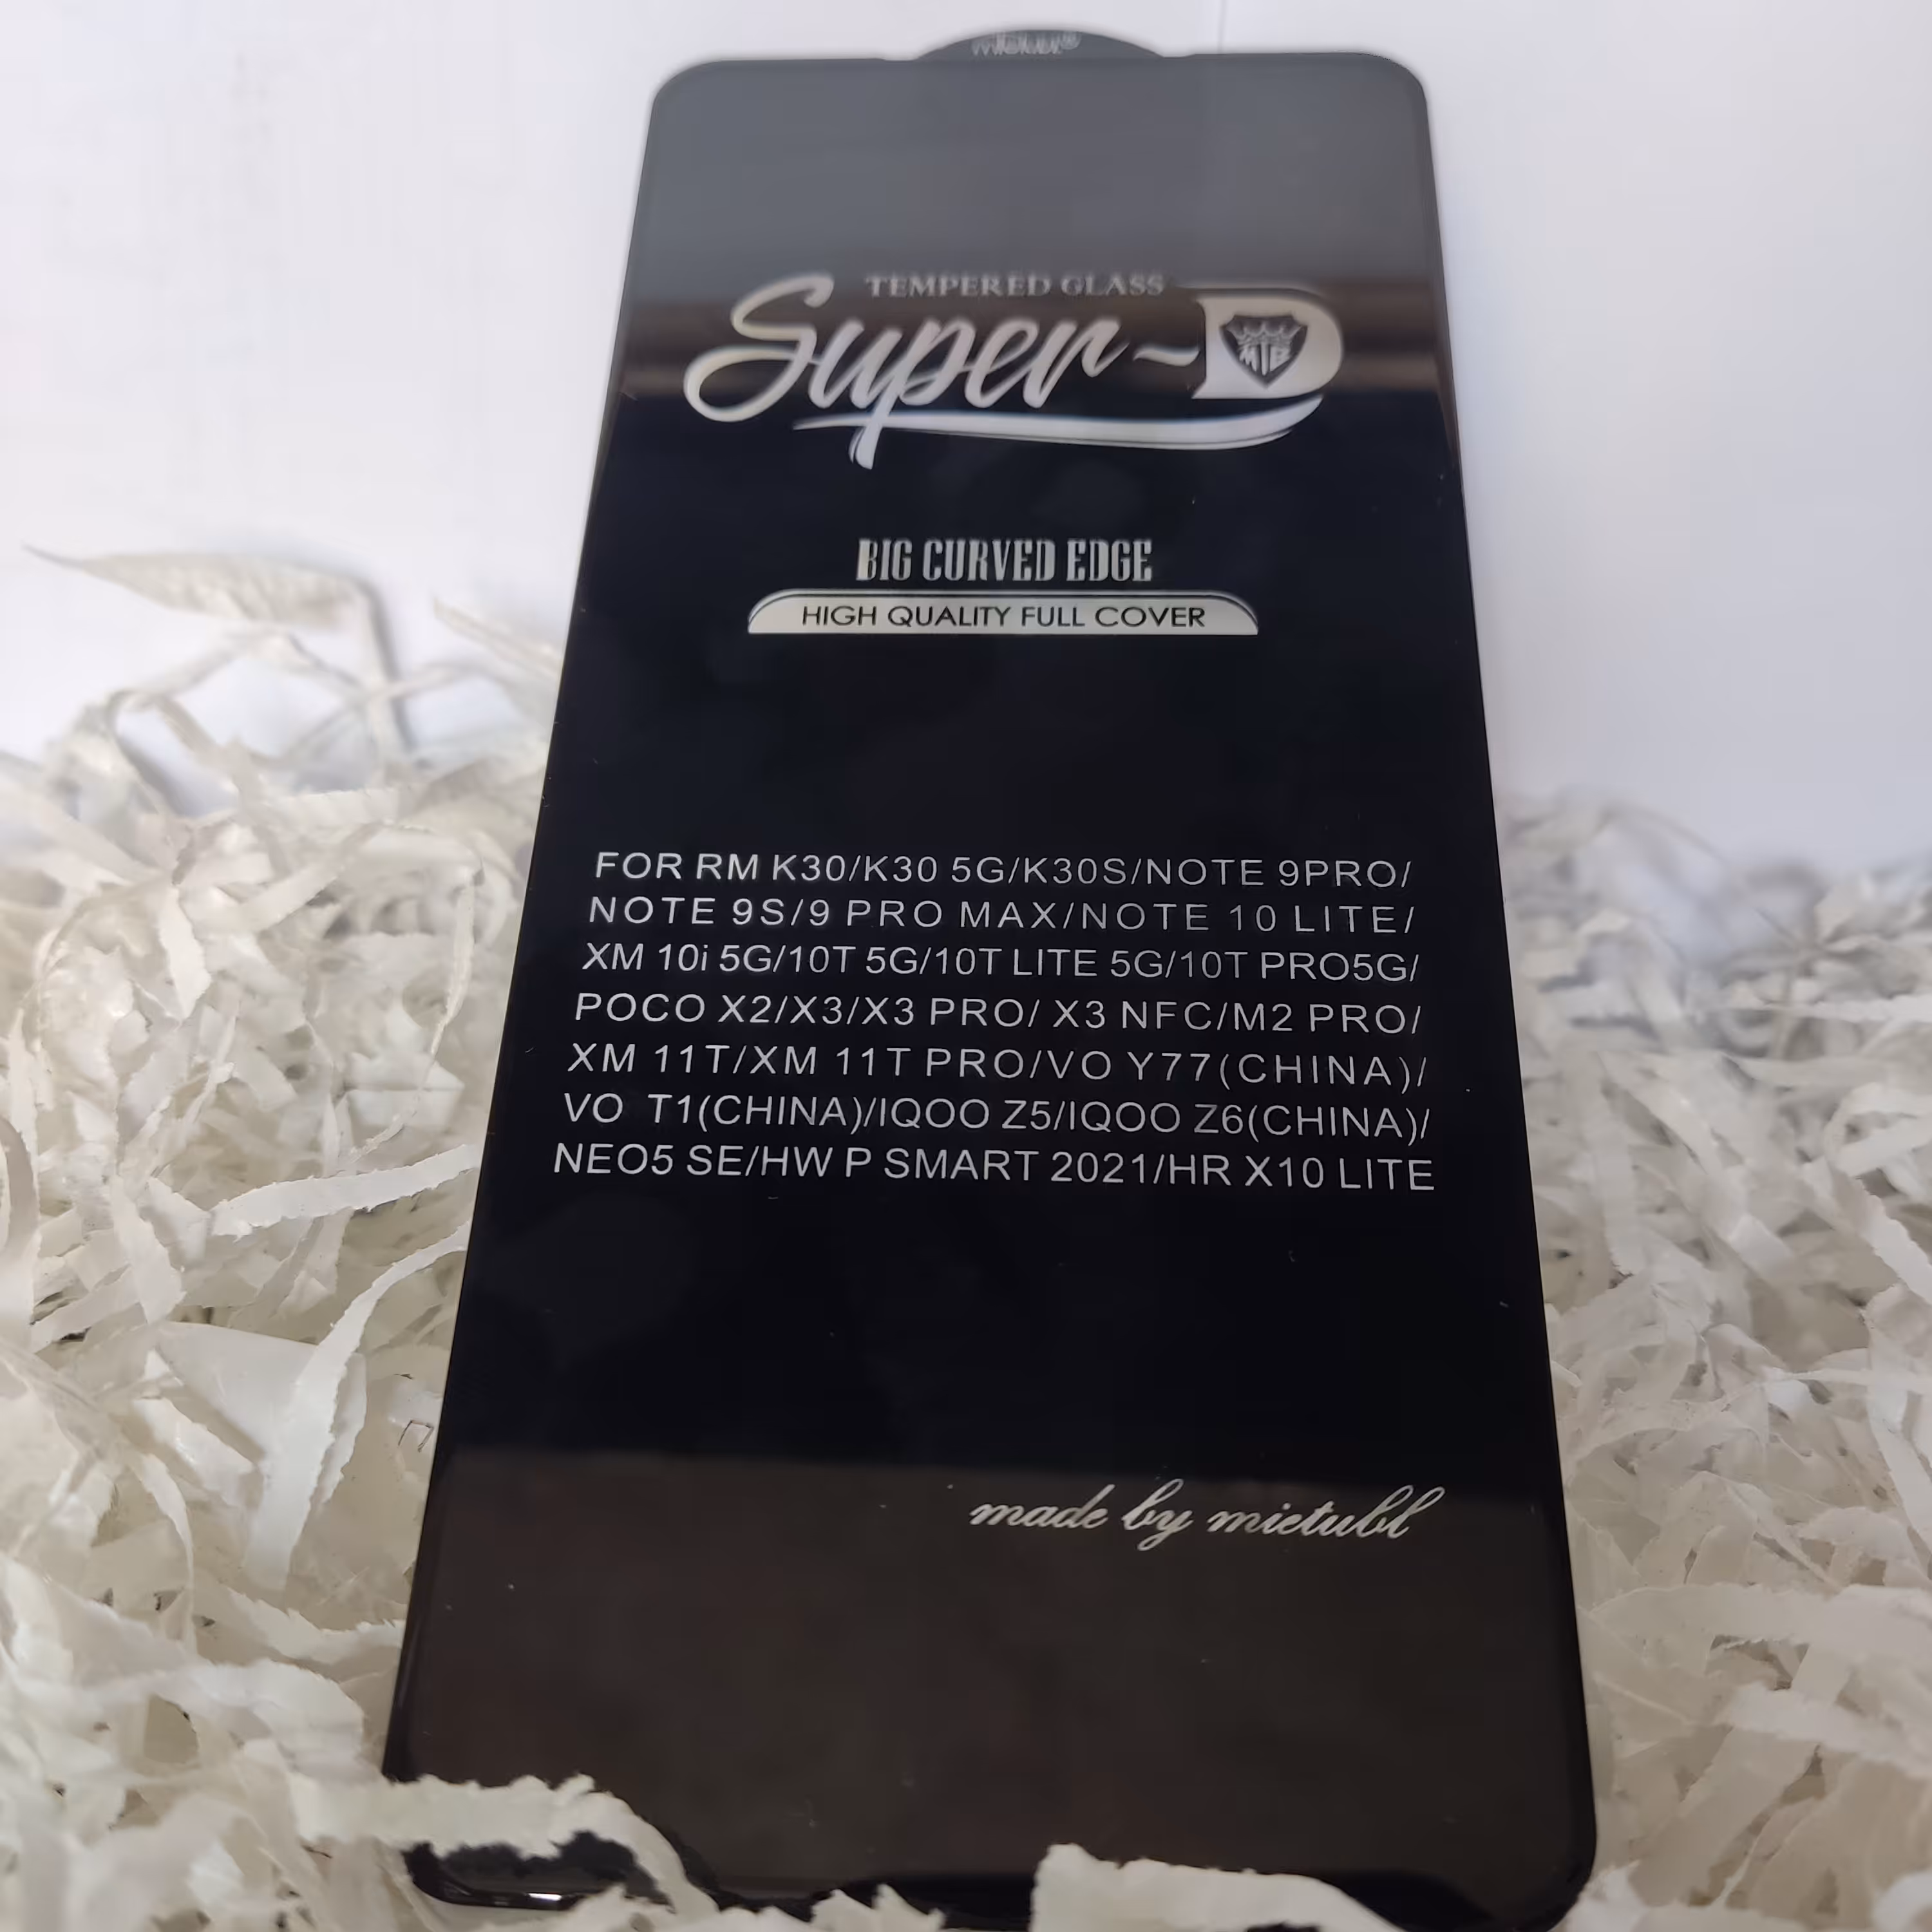 mietubl®
TEMPERED GLASS
Super-D
MTB
BIG CURVED EDGE
HIGH QUALITY FULL COVER
FOR RM K30/K30 5G/K30S/NOTE 9PRO/
NOTE 9S/9 PRO MAX/NOTE 10 LITE/
XM 10i 5G/10T 5G/10T LITE 5G/10T PRO5G/
POCO X2/X3/X3 PRO/ X3 NFC/M2 PRO/
XM 11T/XM 11T PRO/VO Y77(CHINA)/
VO T1(CHINA)/IQOO Z5/IQOO Z6(CHINA)/
NEO5 SE/HW P SMART 2021/HR X10 LITE
made by mietubl